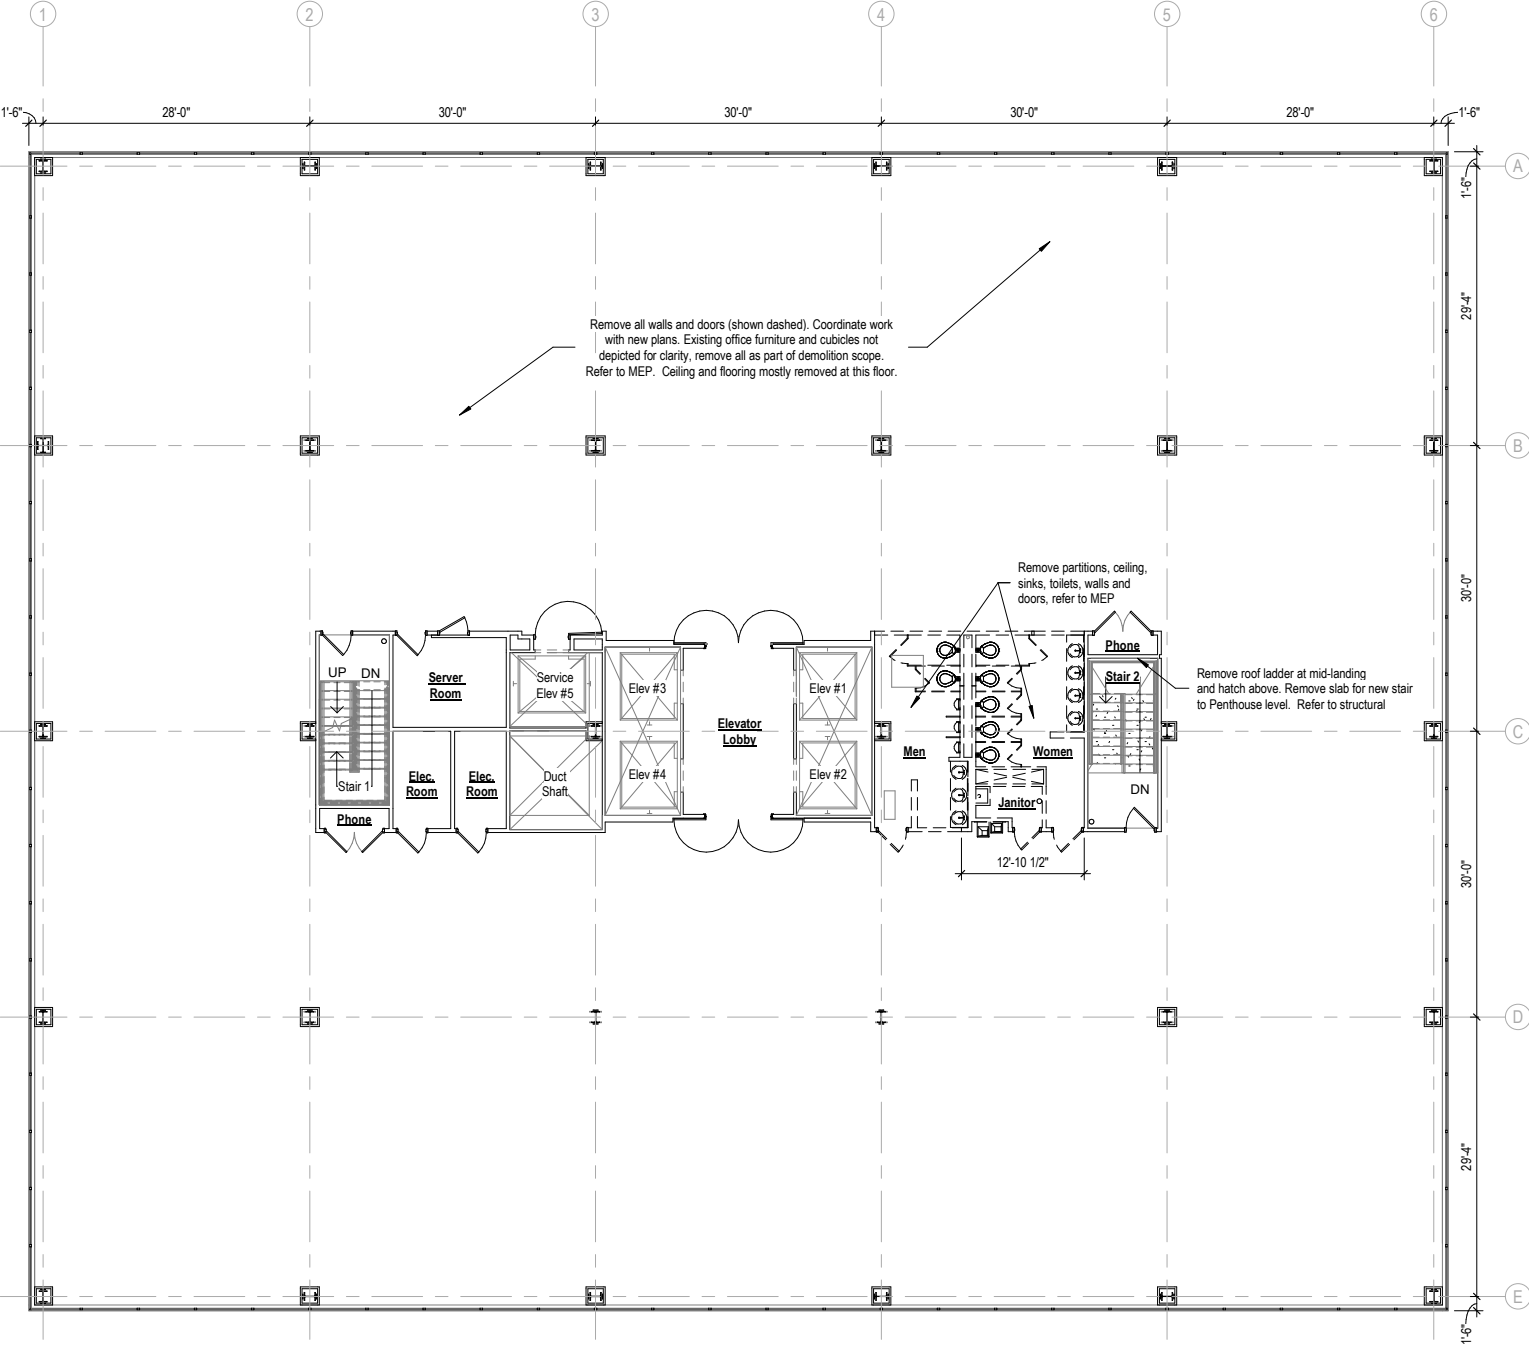 1 2 3 4 5 6
1'-6" 28'-0" 30'-0" 30'-0" 30'-0" 28'-0" 1'-6"
A
1'-6"
29'-4"
Remove all walls and doors (shown dashed). Coordinate work
with new plans. Existing office furniture and cubicles not
depicted for clarity, remove all as part of demolition scope.
Refer to MEP. Ceiling and flooring mostly removed at this floor.
B
Remove partitions, ceiling,
sinks, toilets, walls and
doors, refer to MEP
30'-0"
Phone
UP DN
Server
Room
Service
Elev #5
Elev #3
Elev #1
Stair 2
Remove roof ladder at mid-landing
and hatch above. Remove slab for new stair
to Penthouse level. Refer to structural
Elevator
Lobby
C
Men
Women
Stair 1
Elec.
Room
Elec.
Room
Duct
Shaft
Elev #4
Elev #2
Janitor
DN
Phone
12'-10 1/2"
30'-0"
D
29'-4"
E
1'-6"